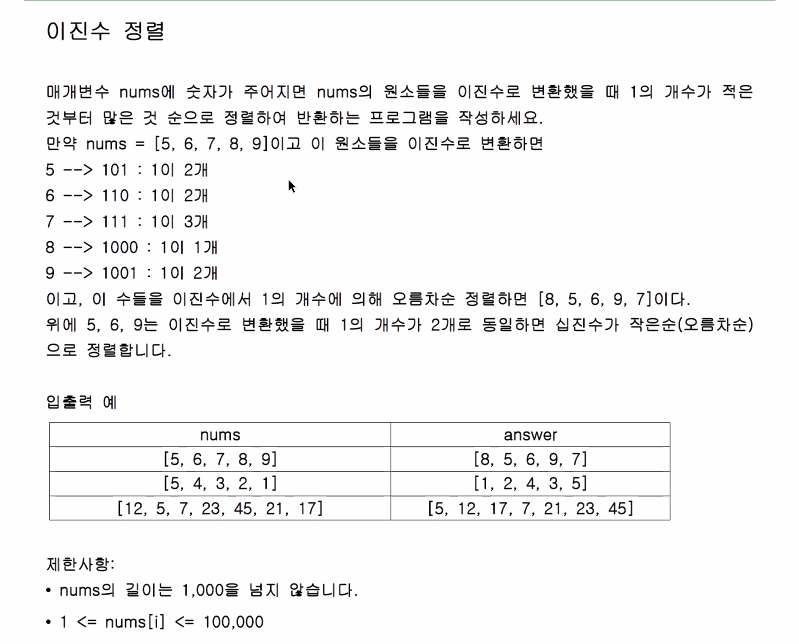 이진수 정렬
매개변수 nums에 숫자가 주어지면 nums의 원소들을 이진수로 변환했을 때 1의 개수가 적은
것부터 많은 것 순으로 정렬하여 반환하는 프로그램을 작성하세요.
만약 nums = [5, 6, 7, 8, 9]이고 이 원소들을 이진수로 변환하면
5 --> 101 : 1이 2개
6 --> 110 : 1이 2개
7 --> 111 : 1이 3개
8 --> 1000 : 1이 1개
9 --> 1001 : 1이 2개
이고, 이 수들을 이진수에서 1의 개수에 의해 오름차순 정렬하면 [8, 5, 6, 9, 7]이다.
위에 5, 6, 9는 이진수로 변환했을 때 1의 개수가 2개로 동일하면 십진수가 작은순(오름차순)
으로 정렬합니다.
입출력 예
nums answer
[5, 6, 7, 8, 9] [8, 5, 6, 9, 7]
[5, 4, 3, 2, 1] [1, 2, 4, 3, 5]
[12, 5, 7, 23, 45, 21, 17] [5, 12, 17, 7, 21, 23, 45]
제한사항:
• nums의 길이는 1,000을 넘지 않습니다.
• 1 <= nums[i] <= 100,000